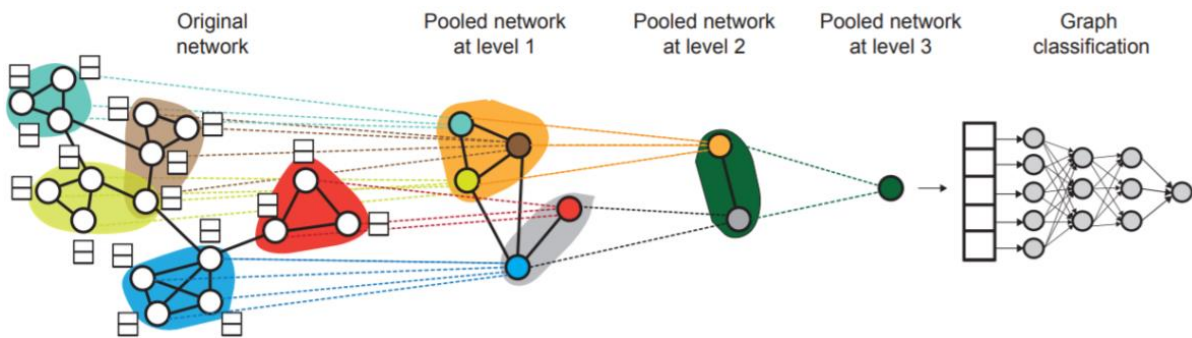 Original
network
Pooled network
at level 1
Pooled network
at level 2
Pooled network
at level 3
Graph
classification